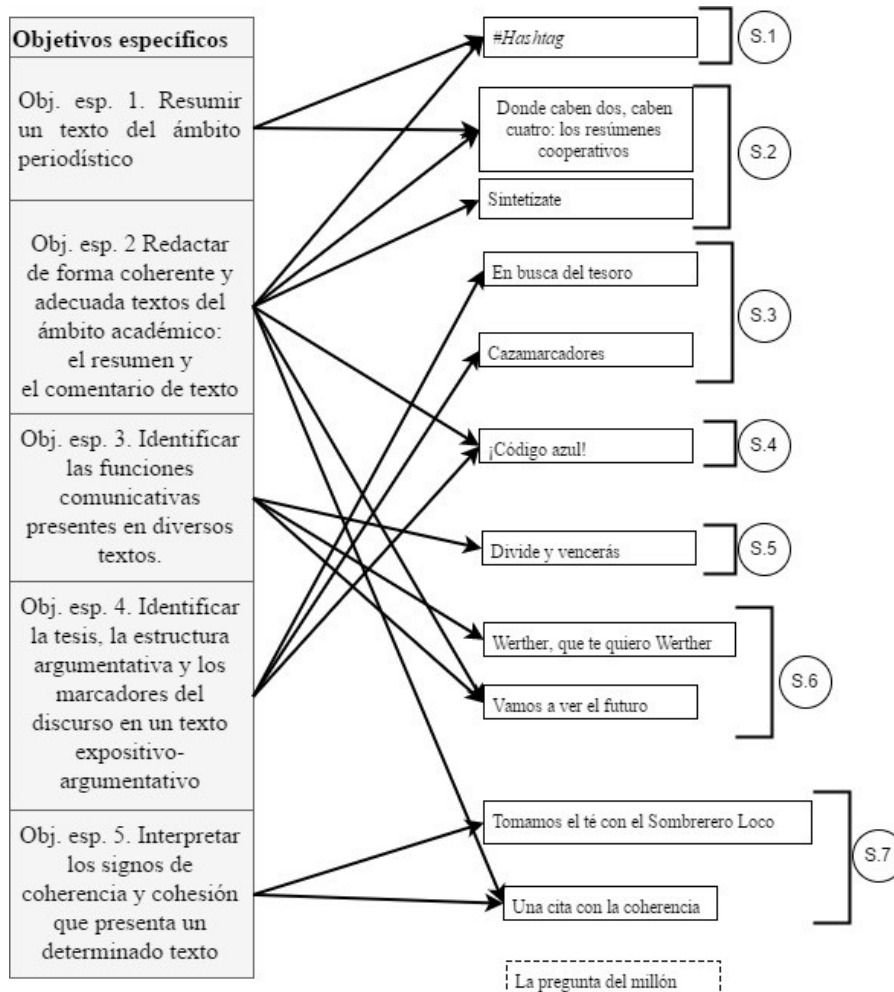 Objetivos específicos
Obj. esp. 1. Resumir
un texto del ámbito
periodístico
Obj. esp. 2 Redactar
de forma coherente y
adecuada textos del
ámbito académico:
el resumen y
el comentario de texto
Obj. esp. 3. Identificar
las funciones
comunicativas
presentes en diversos
textos.
Obj. esp. 4. Identificar
la tesis, la estructura
argumentativa y los
marcadores del
discurso en un texto
expositivo-
argumentativo
Obj. esp. 5. Interpretar
los signos de
coherencia y cohesión
que presenta un
determinado texto
#Hashtag
S.1
Donde caben dos, caben
cuatro: los resúmenes
cooperativos
Sintetízate
S.2
En busca del tesoro
Cazamarcadores
S.3
¡Código azul!
S.4
Divide y vencerás
S.5
Werther, que te quiero Werther
Vamos a ver el futuro
S.6
Tomamos el té con el Sombrerero Loco
Una cita con la coherencia
S.7
La pregunta del millón